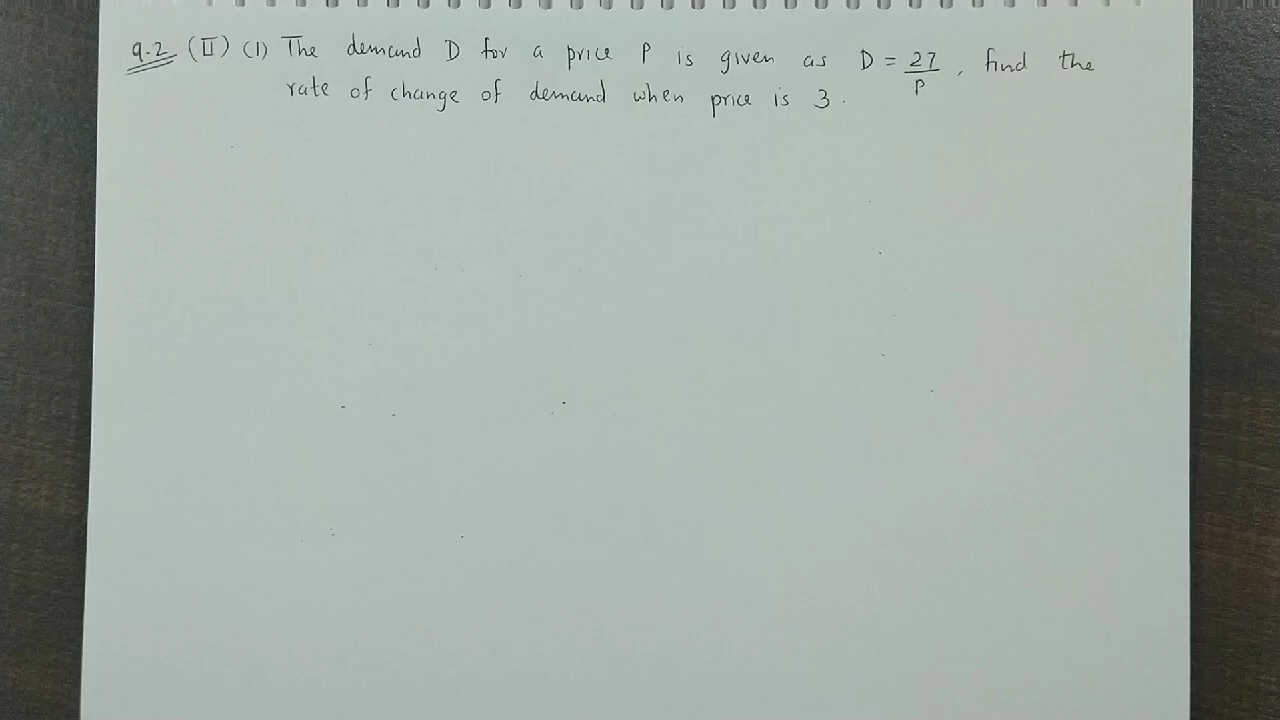 9.2 (II) (1) The demand D for a price P is given as D = 27/P , find the
rate of change of demand when price is 3.